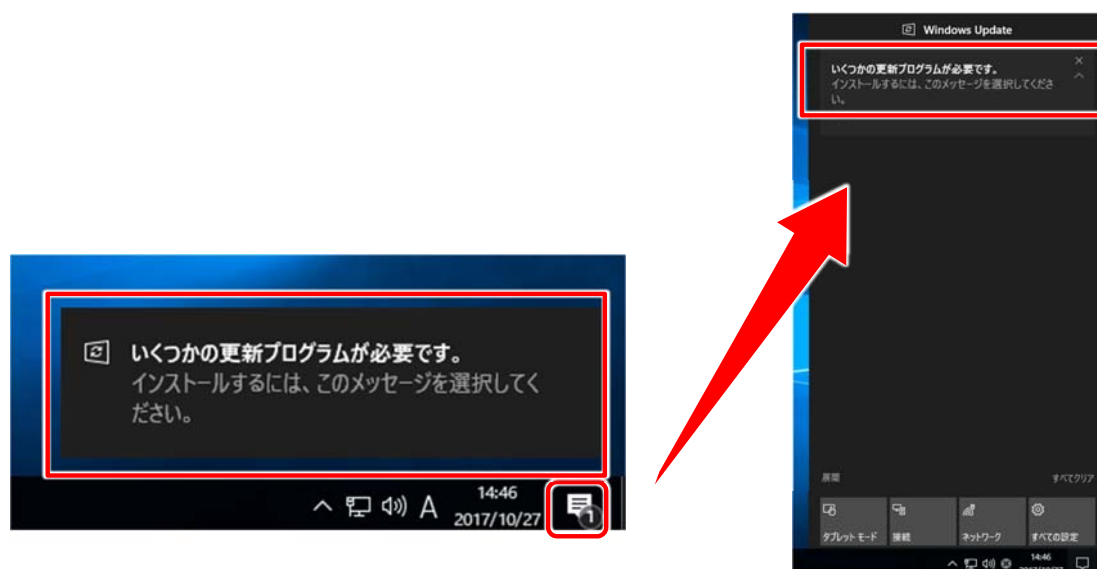 いくつかの更新プログラムが必要です。
インストールするには、このメッセージを選択してく
ださい。
A
14:46
2017/10/27
1
Windows Update
いくつかの更新プログラムが必要です。
インストールするには、このメッセージを選択してくださ
い。
展開
すべてクリア
タブレット モード
接続
ネットワーク
すべての設定
14:46
2017/10/27